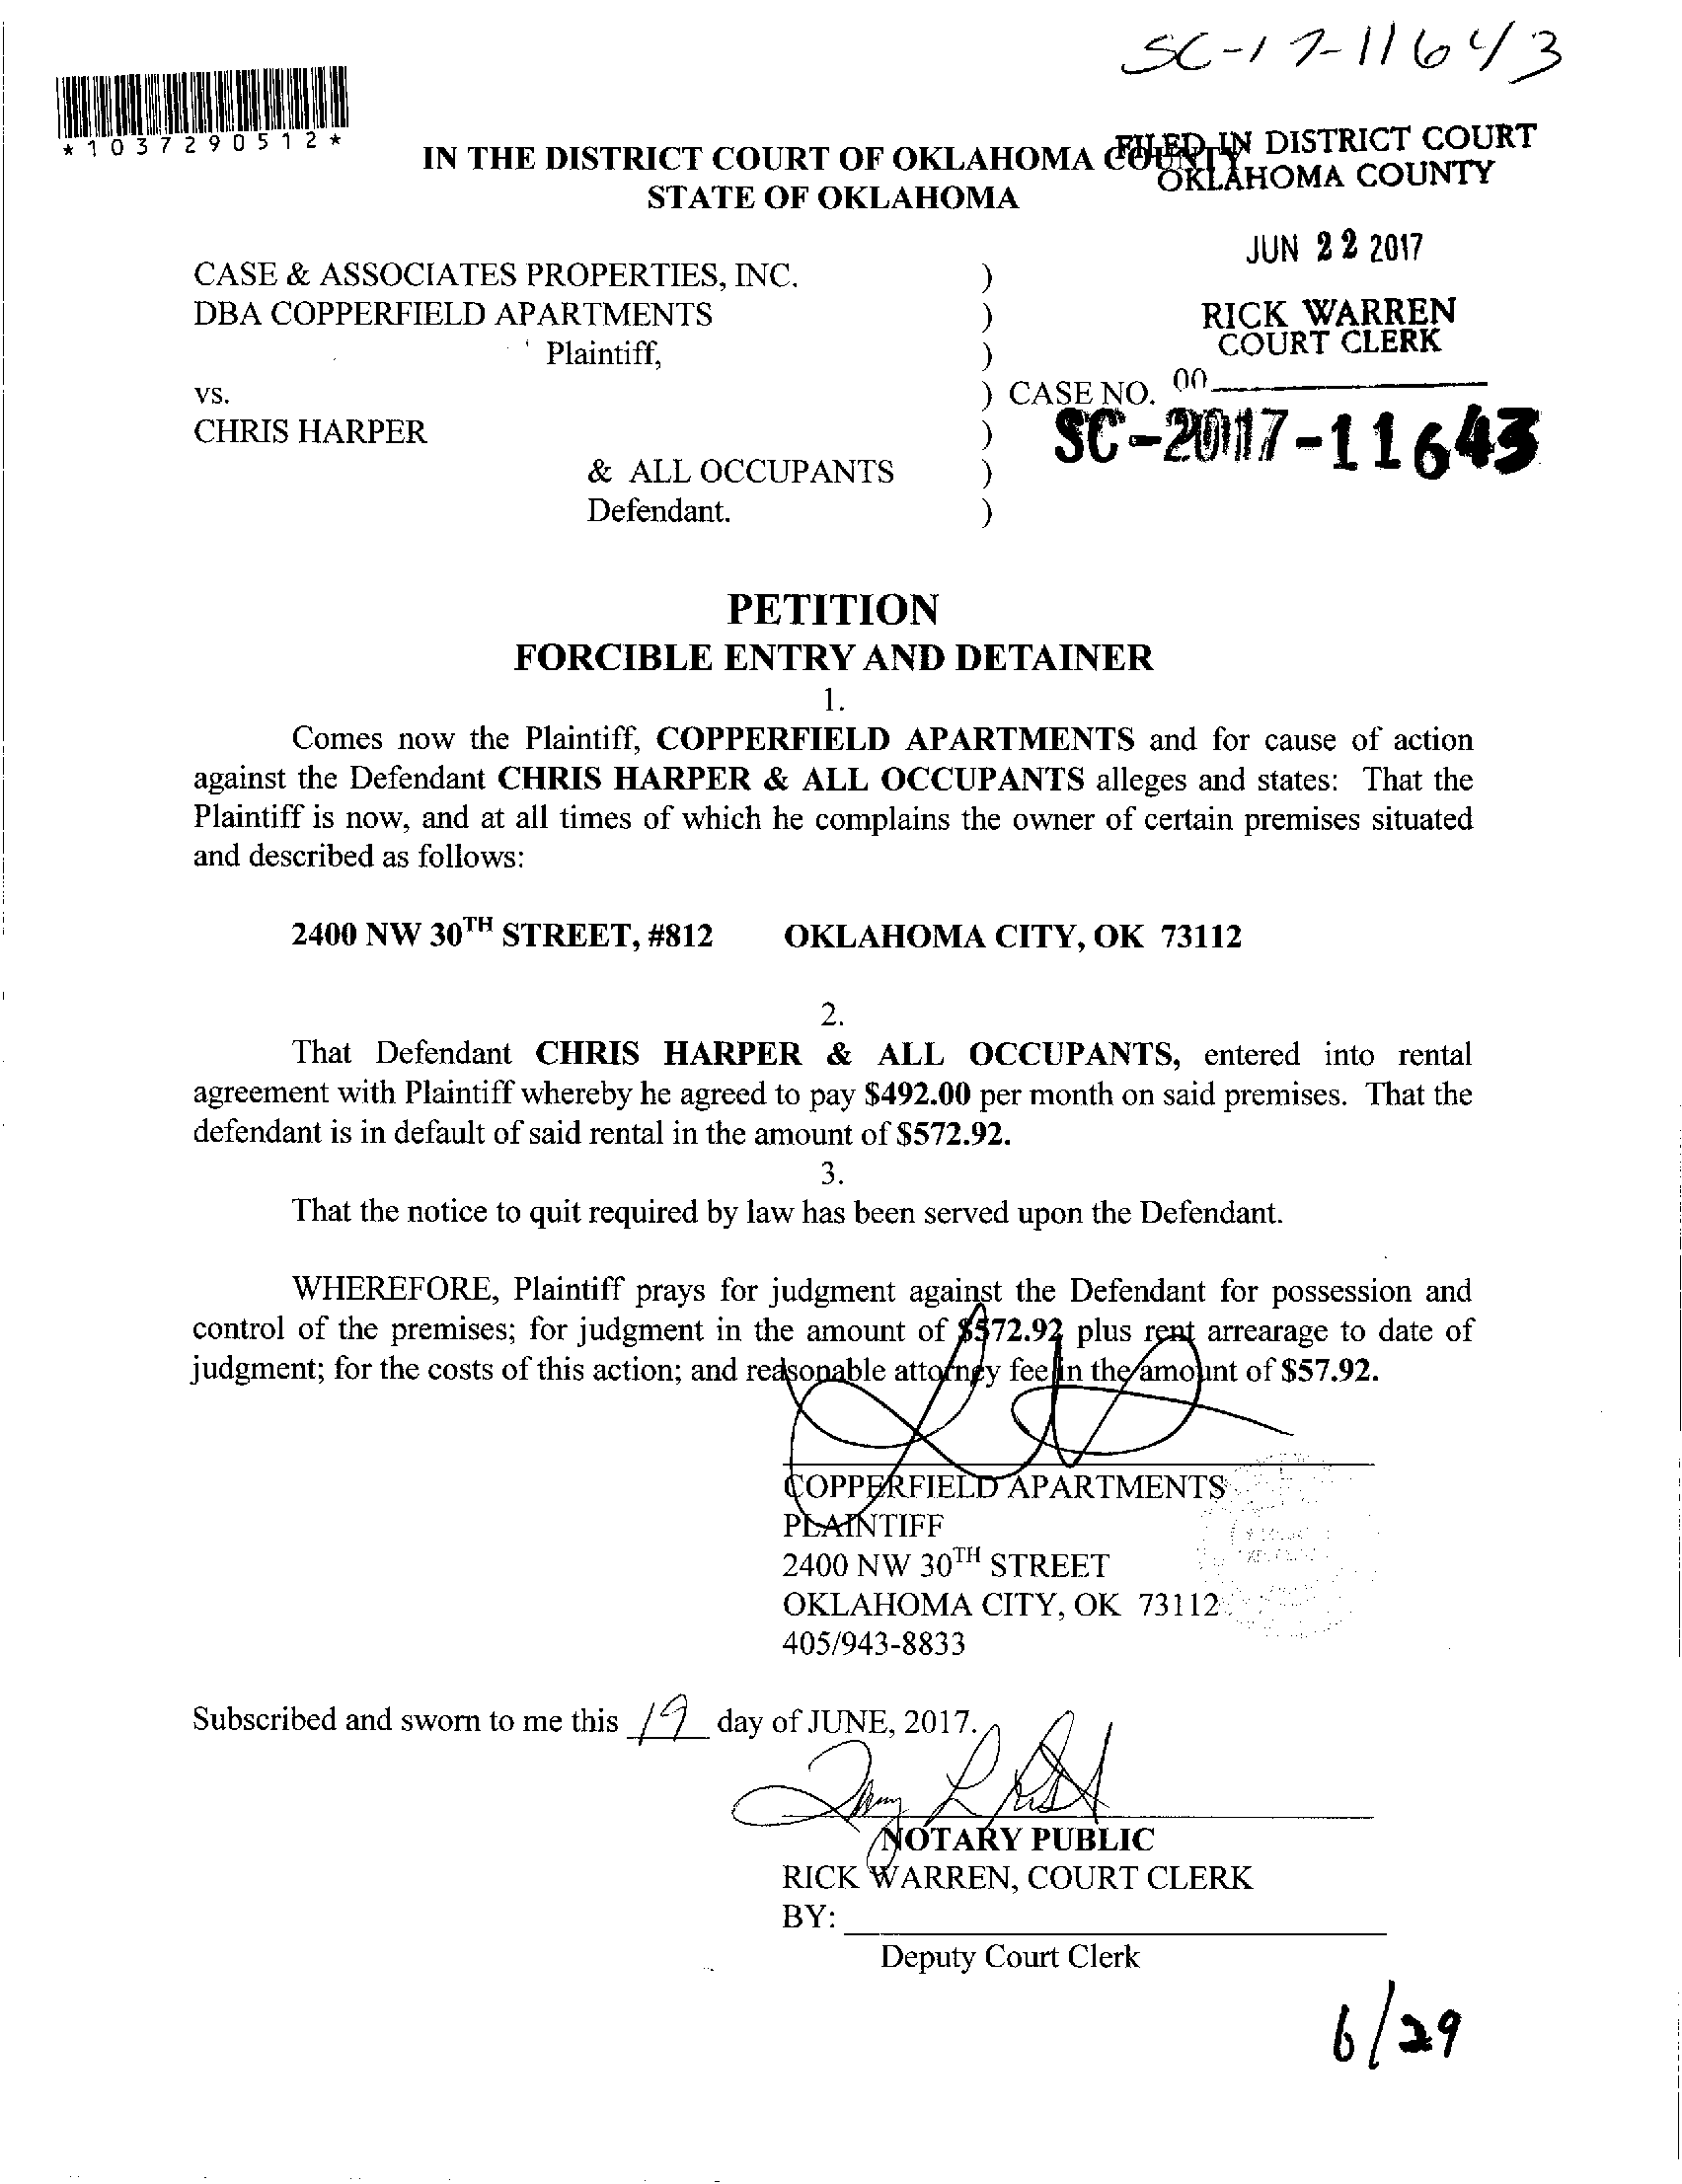 SC-17-11643
*1037290512*
IN THE DISTRICT COURT OF OKLAHOMA COUNTY
STATE OF OKLAHOMA
FILED IN DISTRICT COURT
OKLAHOMA COUNTY
JUN 22 2017
RICK WARREN
COURT CLERK
CASE & ASSOCIATES PROPERTIES, INC. )
DBA COPPERFIELD APARTMENTS )
Plaintiff, )
vs. ) CASE NO. 00
CHRIS HARPER ) SC-2017-11643
& ALL OCCUPANTS )
Defendant. )
PETITION
FORCIBLE ENTRY AND DETAINER
1.
Comes now the Plaintiff, COPPERFIELD APARTMENTS and for cause of action
against the Defendant CHRIS HARPER & ALL OCCUPANTS alleges and states: That the
Plaintiff is now, and at all times of which he complains the owner of certain premises situated
and described as follows:
2400 NW 30TH STREET, #812 OKLAHOMA CITY, OK 73112
2.
That Defendant CHRIS HARPER & ALL OCCUPANTS, entered into rental
agreement with Plaintiff whereby he agreed to pay $492.00 per month on said premises. That the
defendant is in default of said rental in the amount of $572.92.
3.
That the notice to quit required by law has been served upon the Defendant.
WHEREFORE, Plaintiff prays for judgment against the Defendant for possession and
control of the premises; for judgment in the amount of $572.92 plus rent arrearage to date of
judgment; for the costs of this action; and reasonable attorney fee in the amount of $57.92.
COPPERFIELD APARTMENTS
PLAINTIFF
2400 NW 30TH STREET
OKLAHOMA CITY, OK 73112
405/943-8833
Subscribed and sworn to me this 19 day of JUNE, 2017.
NOTARY PUBLIC
RICK WARREN, COURT CLERK
BY:
Deputy Court Clerk
6/29